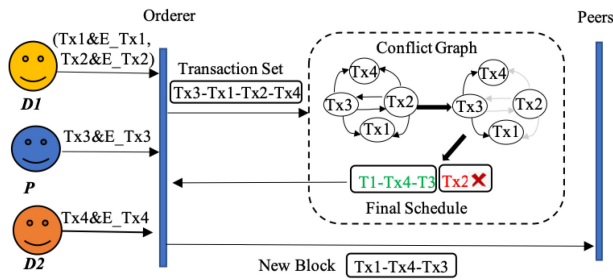 Orderer
Peers
(Tx1&E_Tx1,
Tx2&E_Tx2)
D1
Transaction Set
Tx3-Tx1-Tx2-Tx4
Conflict Graph
Tx4
Tx3
Tx2
Tx1
Tx4
Tx3
Tx2
Tx1
Tx3&E_Tx3
P
T1-Tx4-T3
Tx2
Final Schedule
Tx4&E_Tx4
D2
New Block
Tx1-Tx4-Tx3